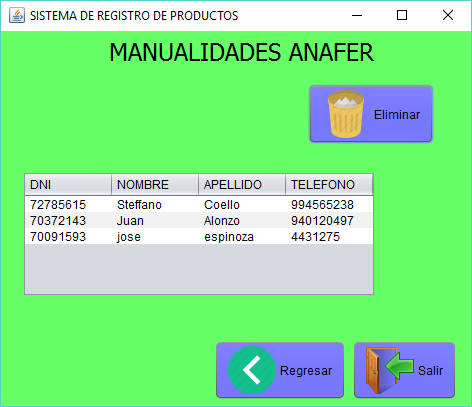 SISTEMA DE REGISTRO DE PRODUCTOS
MANUALIDADES ANAFER
Eliminar
DNI NOMBRE APELLIDO TELEFONO
72785615 Steffano Coello 994565238
70372143 Juan Alonzo 940120497
70091593 jose espinoza 4431275
Regresar Salir